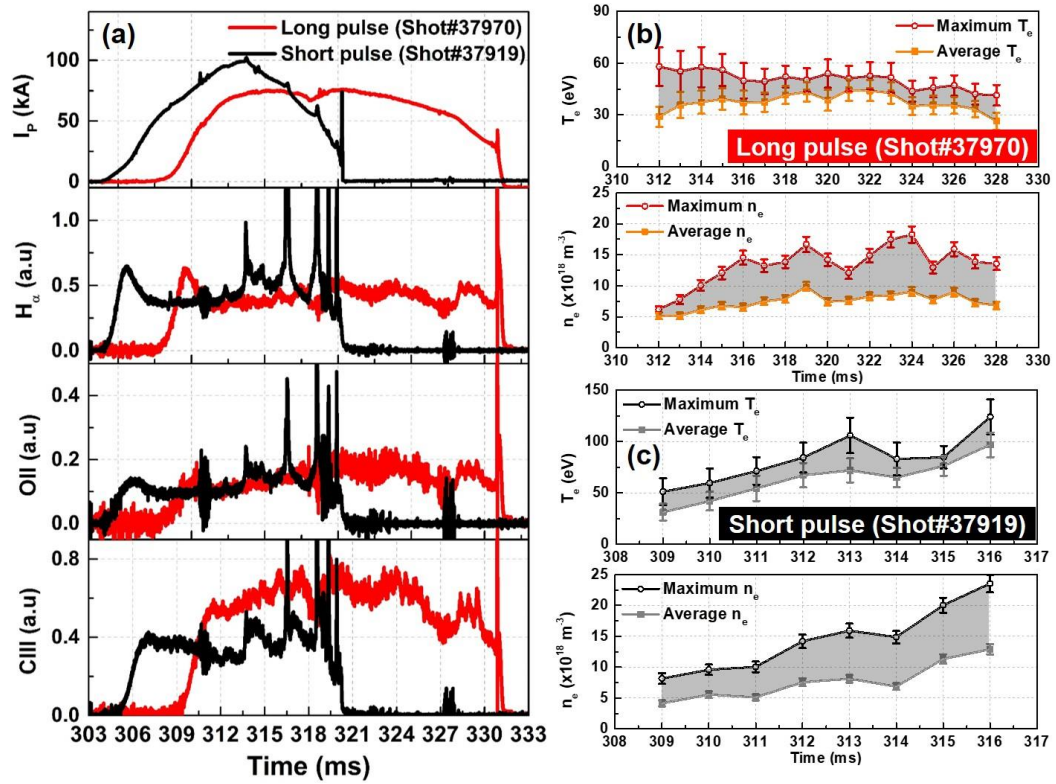 (a)
Long pulse (Shot#37970)
Short pulse (Shot#37919)
I_P (kA)
100
50
0
H_α (a.u)
1.0
0.5
0.0
OII (a.u)
0.4
0.2
0.0
CIII (a.u)
0.8
0.4
0.0
303 306 309 312 315 318 321 324 327 330 333
Time (ms)
(b)
Maximum T_e
Average T_e
T_e (eV)
90
60
30
0
Long pulse (Shot#37970)
310 312 314 316 318 320 322 324 326 328 330
Maximum n_e
Average n_e
n_e (x10^18 m^-3)
25
20
15
10
5
0
310 312 314 316 318 320 322 324 326 328 330
Time (ms)
(c)
Maximum T_e
Average T_e
T_e (eV)
150
100
50
0
Short pulse (Shot#37919)
308 309 310 311 312 313 314 315 316 317
Maximum n_e
Average n_e
n_e (x10^18 m^-3)
25
20
15
10
5
0
308 309 310 311 312 313 314 315 316 317
Time (ms)